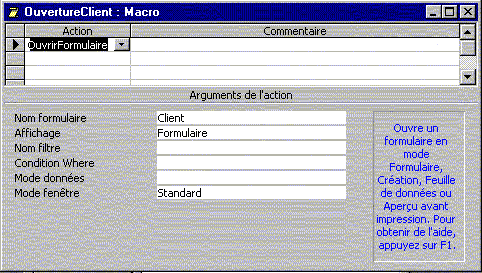 OuvertureClient : Macro
Action Commentaire
OuvrirFormulaire
Arguments de l'action
Nom formulaire Client
Affichage Formulaire
Nom filtre
Condition Where
Mode données
Mode fenêtre Standard
Ouvre un
formulaire en
mode
Formulaire,
Création, Feuille
de données ou
Aperçu avant
impression. Pour
obtenir de l'aide,
appuyez sur F1.